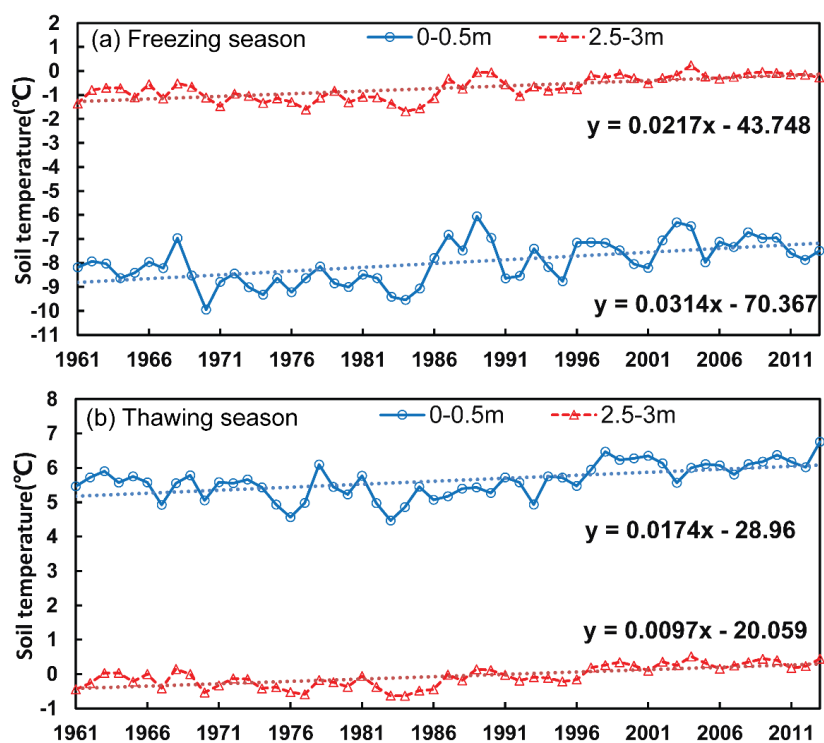 (a) Freezing season 0-0.5m 2.5-3m
Soil temperature(℃)
2
1
0
-1
-2
-3
-4
-5
-6
-7
-8
-9
-10
-11
y = 0.0217x - 43.748
y = 0.0314x - 70.367
1961 1966 1971 1976 1981 1986 1991 1996 2001 2006 2011
(b) Thawing season 0-0.5m 2.5-3m
Soil temperature(℃)
8
7
6
5
4
3
2
1
0
-1
y = 0.0174x - 28.96
y = 0.0097x - 20.059
1961 1966 1971 1976 1981 1986 1991 1996 2001 2006 2011